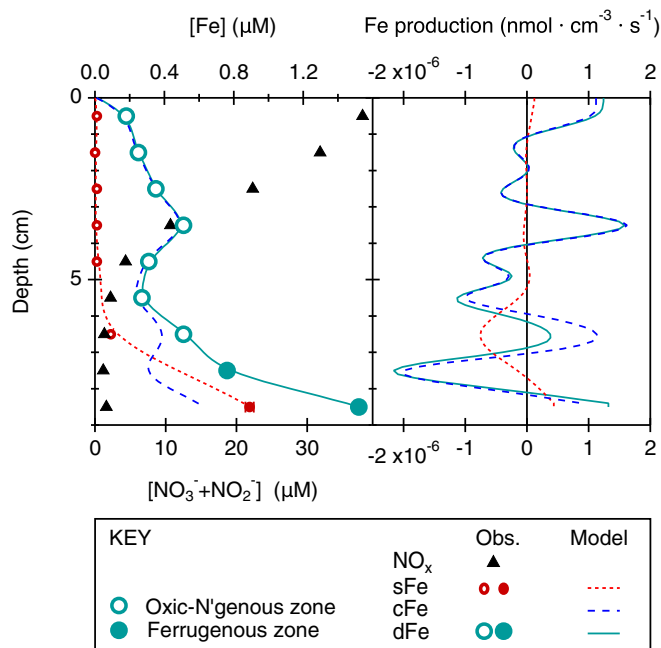 [Fe] (μM) Fe production (nmol · cm⁻³ · s⁻¹)
0.0 0.4 0.8 1.2 -2 x10⁻⁶ -1 0 1 2
0
5
Depth (cm)
0 10 20 30 -2 x10⁻⁶ -1 0 1 2
[NO₃⁻+NO₂⁻] (μM)
KEY Obs. Model
NOₓ
sFe
cFe
dFe
Oxic-N'genous zone
Ferrugenous zone